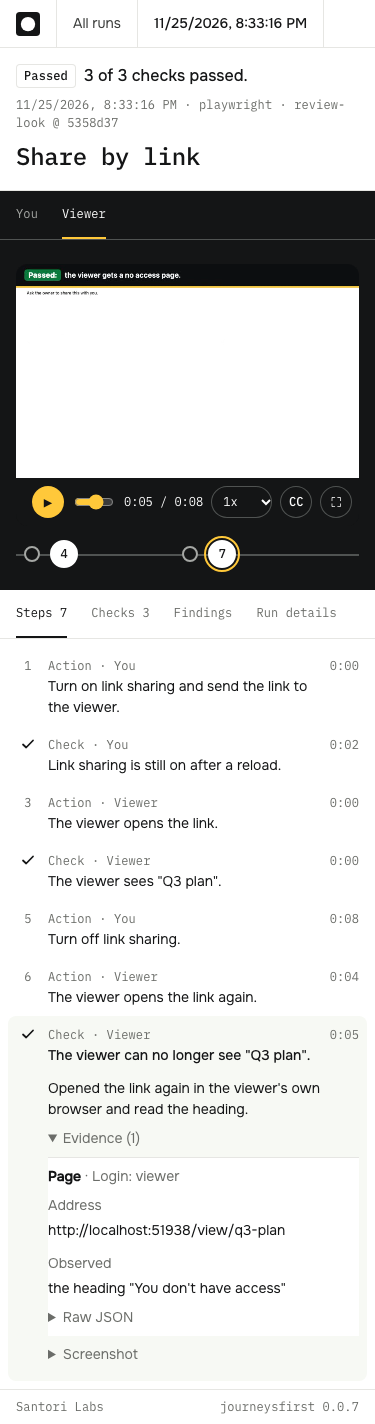 All runs
11/25/2026, 8:33:16 PM
Passed 3 of 3 checks passed.
11/25/2026, 8:33:16 PM · playwright · review-
look @ 5358d37
Share by link
You
Viewer
Passed: the viewer gets a no access page.
Ask the owner to share this with you.
0:05 / 0:08
1x
CC
4
7
Steps 7
Checks 3
Findings
Run details
1 Action · You 0:00
Turn on link sharing and send the link to
the viewer.
Check · You 0:02
Link sharing is still on after a reload.
3 Action · Viewer 0:00
The viewer opens the link.
Check · Viewer 0:00
The viewer sees "Q3 plan".
5 Action · You 0:08
Turn off link sharing.
6 Action · Viewer 0:04
The viewer opens the link again.
Check · Viewer 0:05
The viewer can no longer see "Q3 plan".
Opened the link again in the viewer's own
browser and read the heading.
Evidence (1)
Page · Login: viewer
Address
http://localhost:51938/view/q3-plan
Observed
the heading "You don't have access"
Raw JSON
Screenshot
Santori Labs
journeysfirst 0.0.7